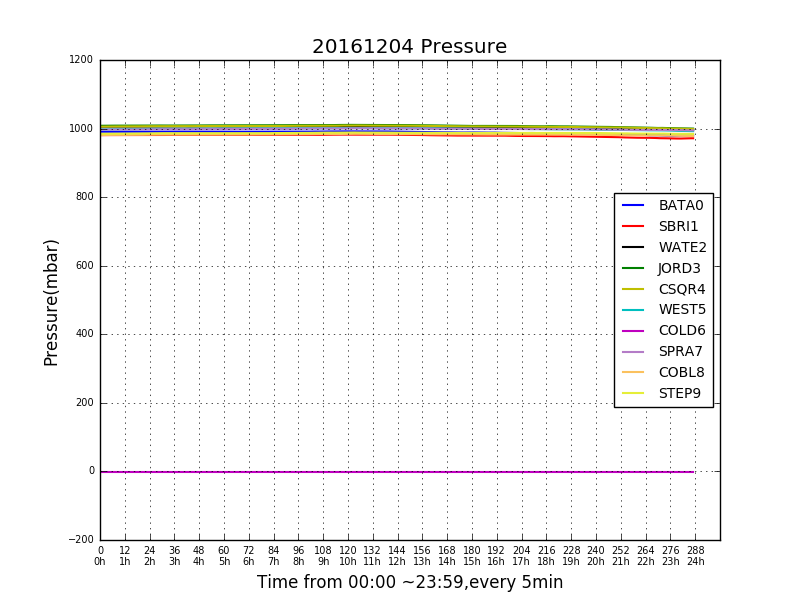 20161204 Pressure
1200
1000
800
600
400
200
0
−200
Pressure(mbar)
BATA0
SBRI1
WATE2
JORD3
CSQR4
WEST5
COLD6
SPRA7
COBL8
STEP9
0 12 24 36 48 60 72 84 96 108 120 132 144 156 168 180 192 204 216 228 240 252 264 276 288
0h 1h 2h 3h 4h 5h 6h 7h 8h 9h 10h 11h 12h 13h 14h 15h 16h 17h 18h 19h 20h 21h 22h 23h 24h
Time from 00:00 ~23:59,every 5min